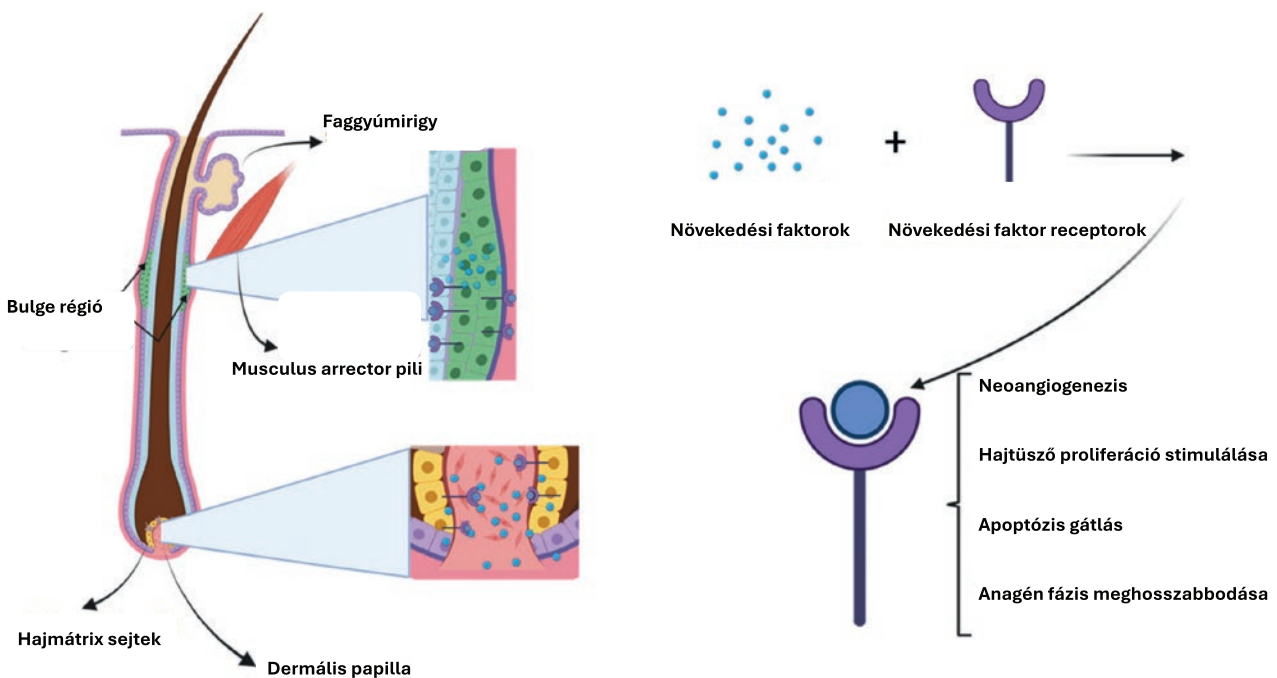 Faggyúmirigy
Bulge régió
Musculus arrector pili
Hajmátrix sejtek
Dermális papilla
+
Növekedési faktorok
Növekedési faktor receptorok
Neoangiogenezis
Hajtüsző proliferáció stimulálása
Apoptózis gátlás
Anagén fázis meghosszabbodása